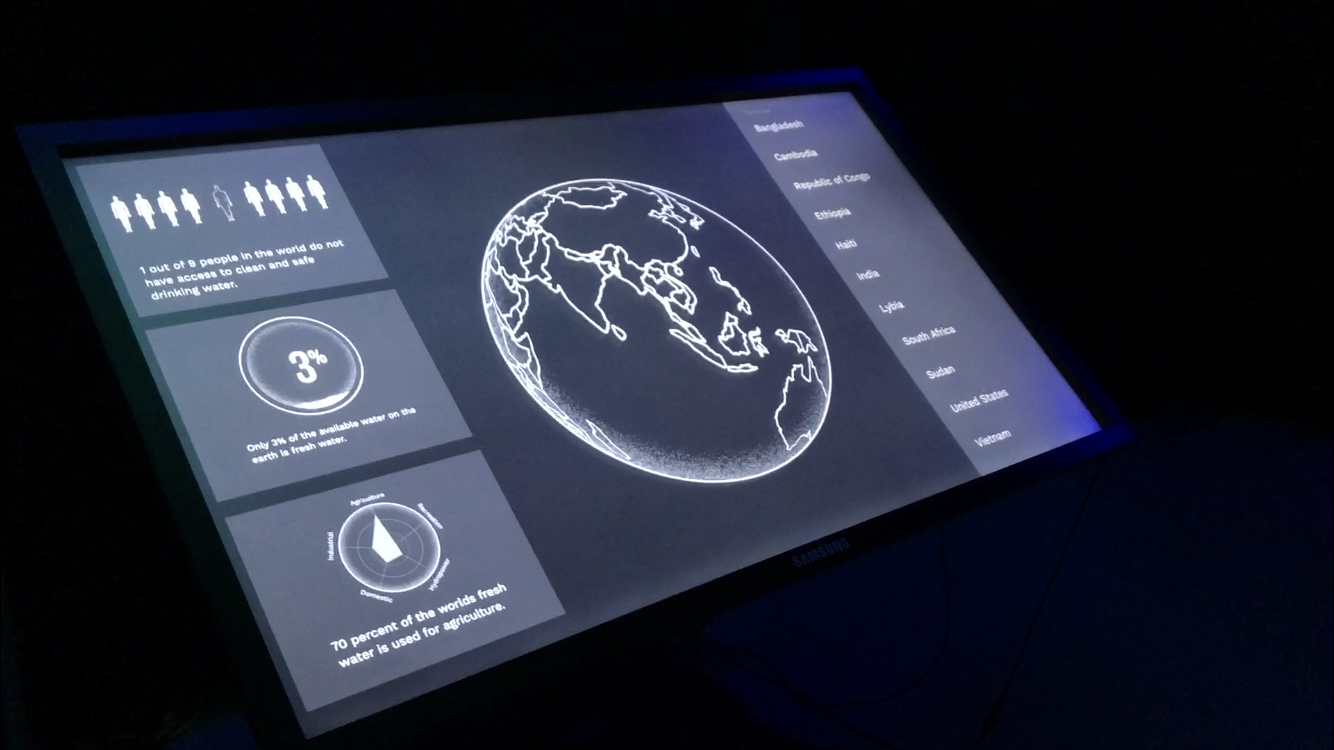 1 out of 9 people in the world do not
have access to clean and safe
drinking water.
3%
Only 3% of the available water on the
earth is fresh water.
Agriculture
Recreation
Hydropower
Domestic
Industrial
70 percent of the worlds fresh
water is used for agriculture.
Bangladesh
Cambodia
Republic of Congo
Ethiopia
Haiti
India
Lybia
South Africa
Sudan
United States
Vietnam
SAMSUNG